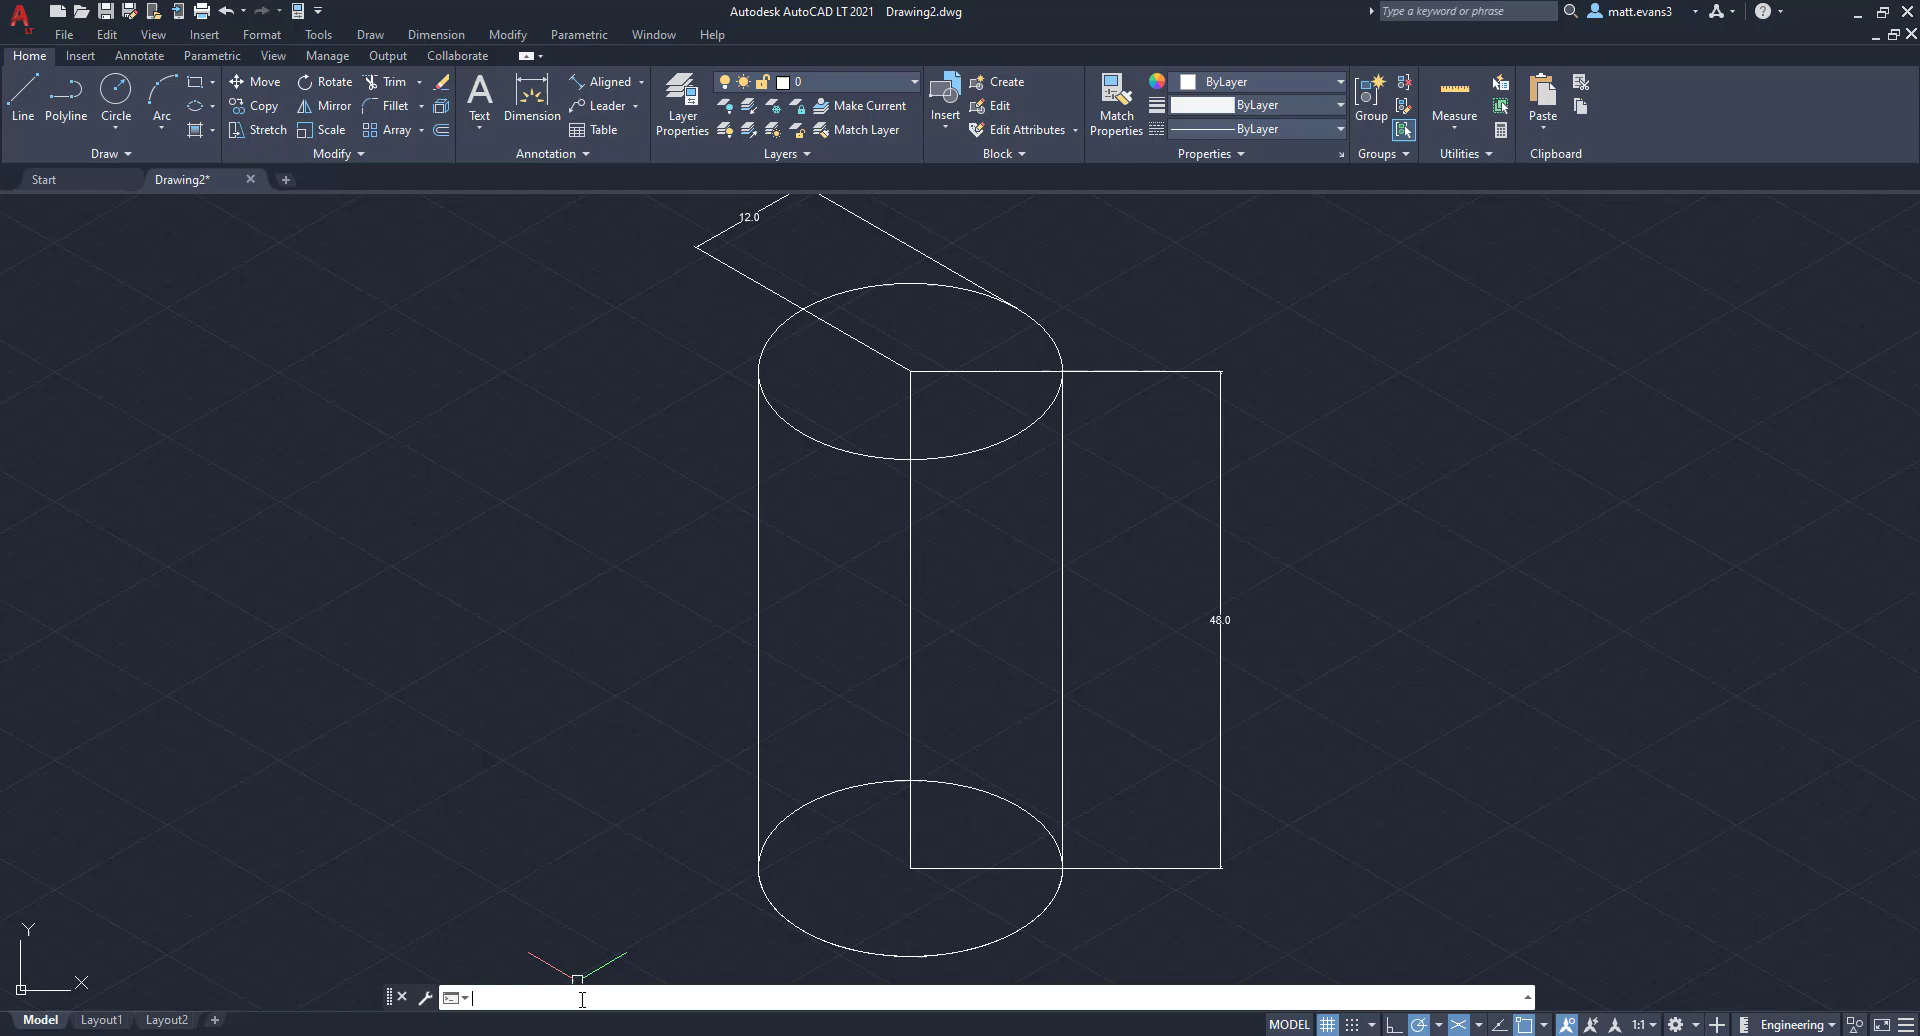 Autodesk AutoCAD LT 2021 Drawing2.dwg
Type a keyword or phrase
matt.evans3
LT
File Edit View Insert Format Tools Draw Dimension Modify Parametric Window Help
Home Insert Annotate Parametric View Manage Output Collaborate
Line Polyline Circle Arc
Draw
Move Rotate Trim
Copy Mirror Fillet
Stretch Scale Array
Modify
Text Dimension
Aligned
Leader
Table
Annotation
Layer
Properties
0
Make Current
Match Layer
Layers
Insert
Create
Edit
Edit Attributes
Block
Match
Properties
ByLayer
ByLayer
ByLayer
Properties
Group
Groups
Measure
Utilities
Paste
Clipboard
Start Drawing2*
12.0
48.0
Y
X
Model Layout1 Layout2
MODEL 1:1 Engineering